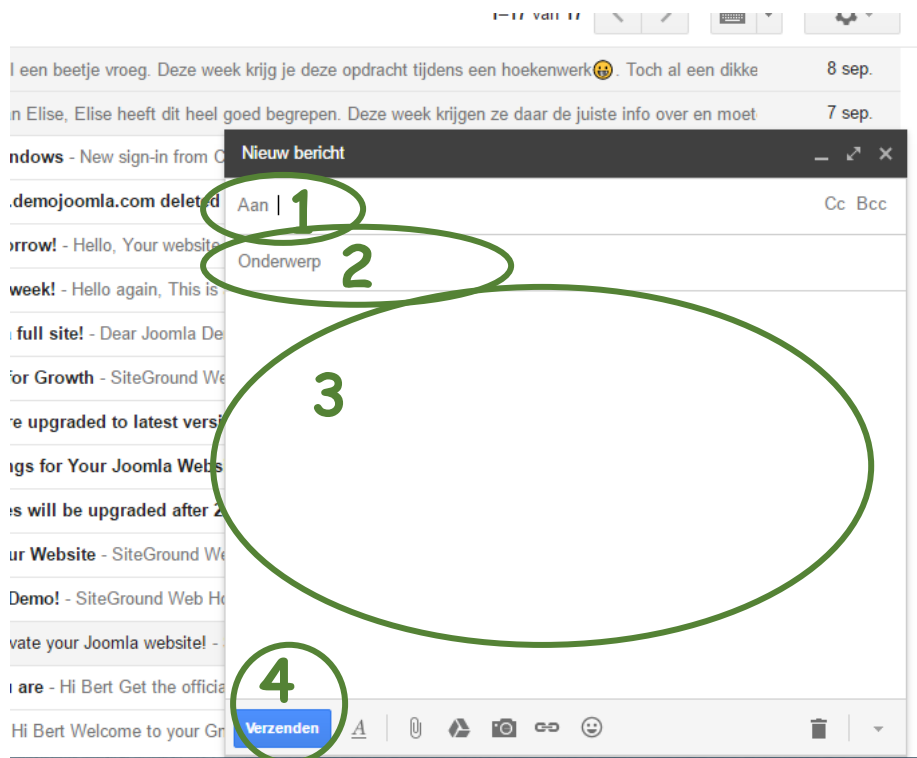 1–17 van 17
l een beetje vroeg. Deze week krijg je deze opdracht tijdens een hoekenwerk😀. Toch al een dikke 8 sep.
n Elise, Elise heeft dit heel goed begrepen. Deze week krijgen ze daar de juiste info over en moet 7 sep.
ndows - New sign-in from C
Nieuw bericht
.demojoomla.com deleted
Aan 1 Cc Bcc
orrow! - Hello, Your website
Onderwerp 2
week! - Hello again, This is
full site! - Dear Joomla De
for Growth - SiteGround We
3
re upgraded to latest versi
ngs for Your Joomla Webs
es will be upgraded after 2
ur Website - SiteGround We
Demo! - SiteGround Web Ho
vate your Joomla website! -
4
are - Hi Bert Get the officia
Hi Bert Welcome to your Gm
Verzenden A